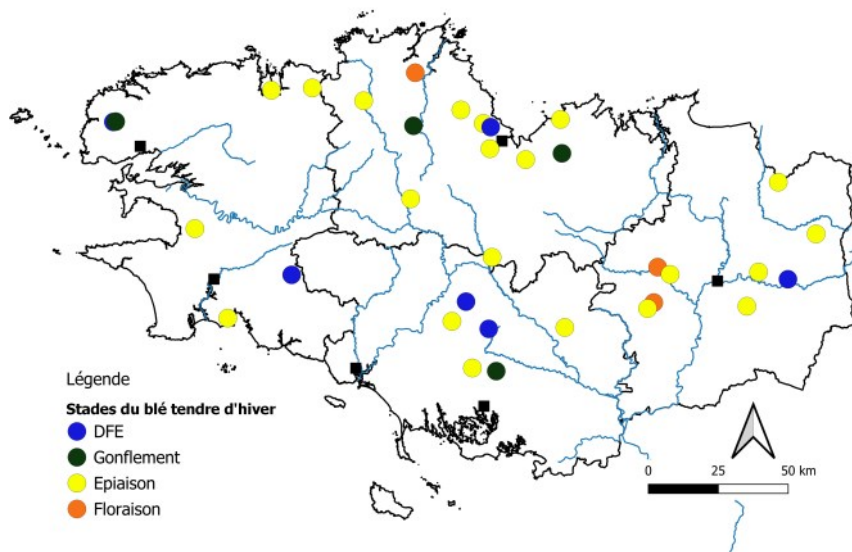 Légende
Stades du blé tendre d'hiver
DFE
Gonflement
Epiaison
Floraison
0 25 50 km